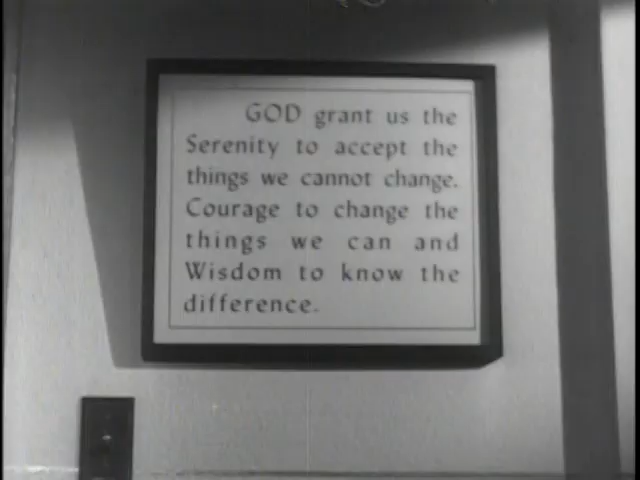 GOD grant us the
Serenity to accept the
things we cannot change.
Courage to change the
things we can and
Wisdom to know the
difference.